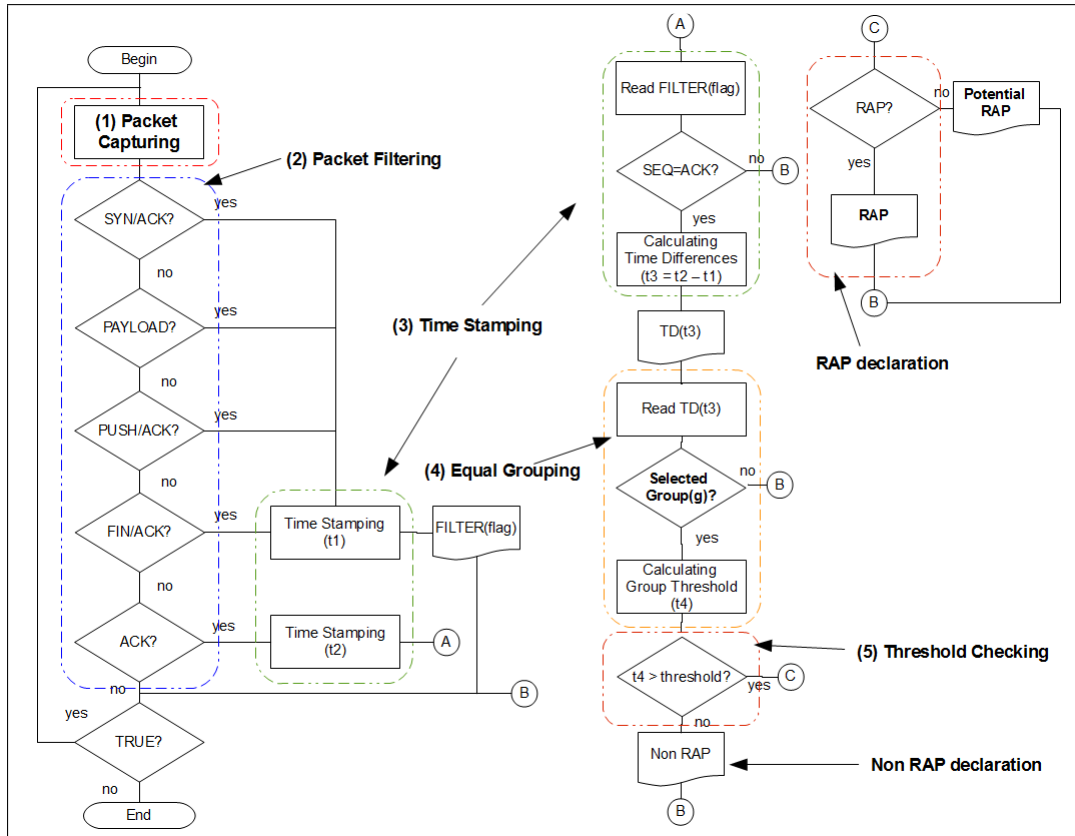 Begin
(1) Packet
Capturing
(2) Packet Filtering
SYN/ACK?
yes
no
PAYLOAD?
yes
no
PUSH/ACK?
yes
no
FIN/ACK?
yes
no
Time Stamping
(t1)
FILTER(flag)
ACK?
yes
Time Stamping
(t2)
A
no
B
yes
TRUE?
no
End
(3) Time Stamping
A
Read FILTER(flag)
SEQ=ACK?
no
B
yes
Calculating
Time Differences
(t3 = t2 – t1)
TD(t3)
Read TD(t3)
(4) Equal Grouping
Selected
Group(g)?
no
B
yes
Calculating
Group Threshold
(t4)
(5) Threshold Checking
t4 > threshold?
yes
C
no
Non RAP
Non RAP declaration
B
C
RAP?
no
Potential
RAP
yes
RAP
B
RAP declaration